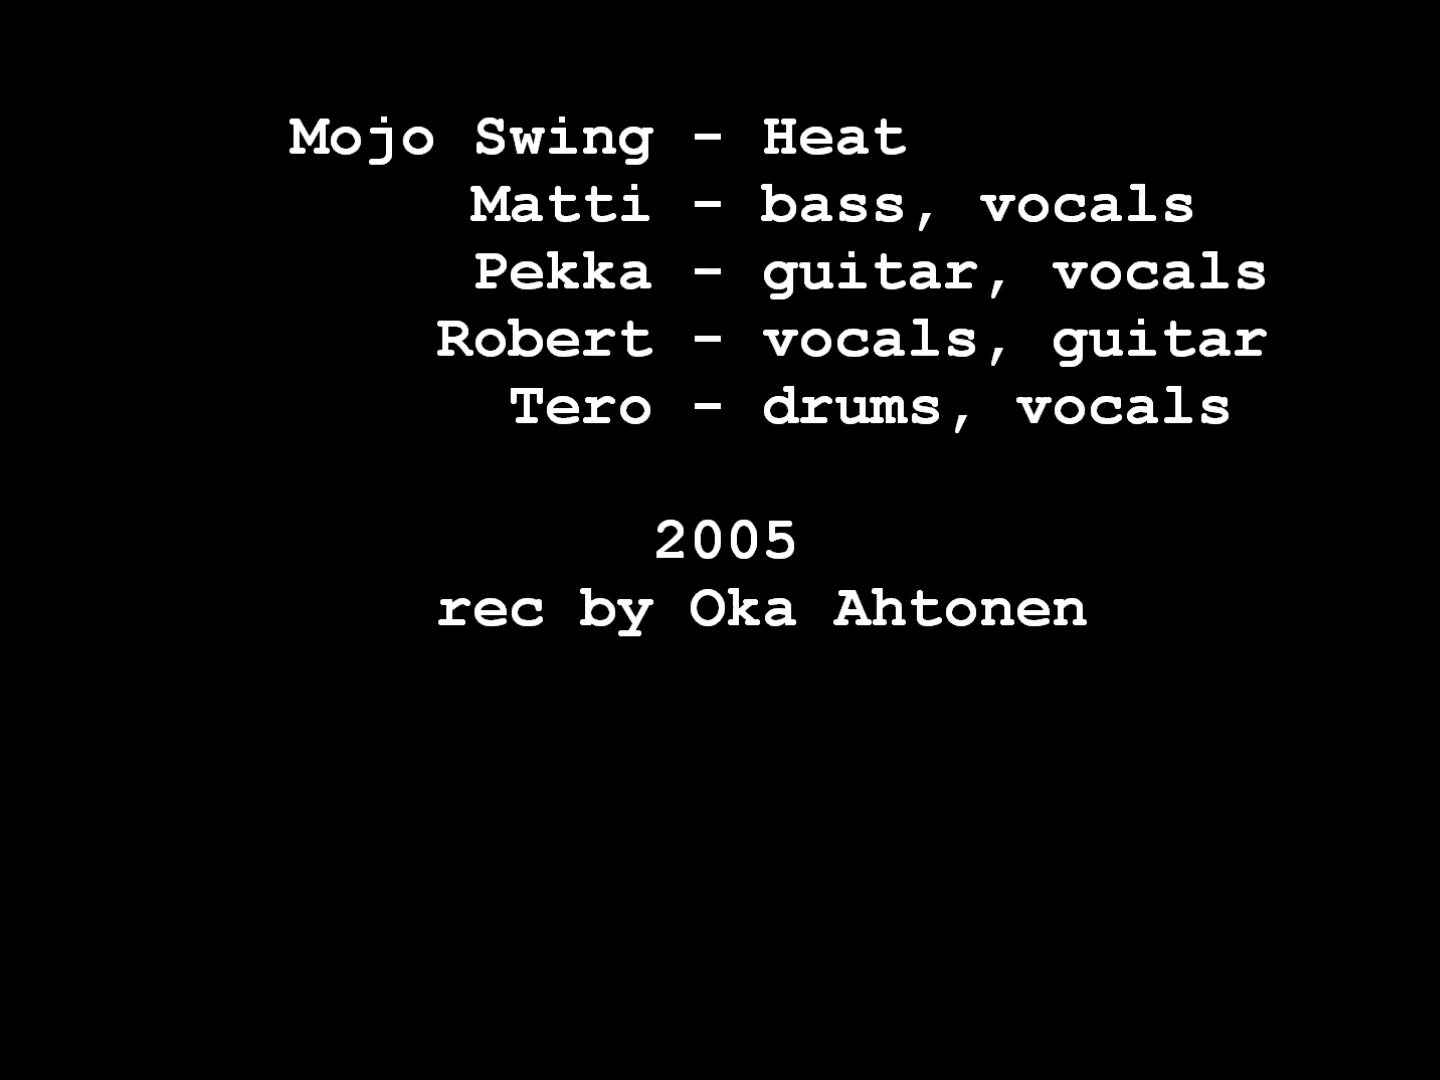 Mojo Swing - Heat
Matti - bass, vocals
Pekka - guitar, vocals
Robert - vocals, guitar
Tero - drums, vocals
2005
rec by Oka Ahtonen